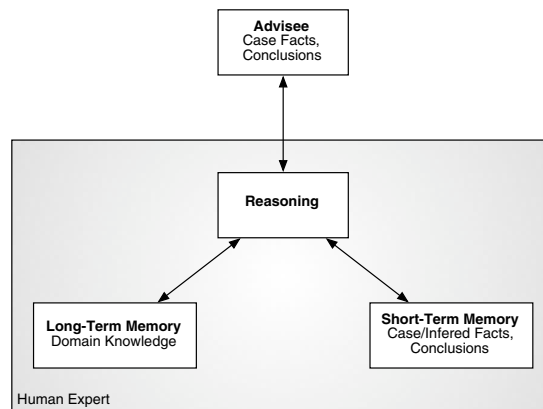 Advisee
Case Facts,
Conclusions
Reasoning
Long-Term Memory
Domain Knowledge
Short-Term Memory
Case/Infered Facts,
Conclusions
Human Expert